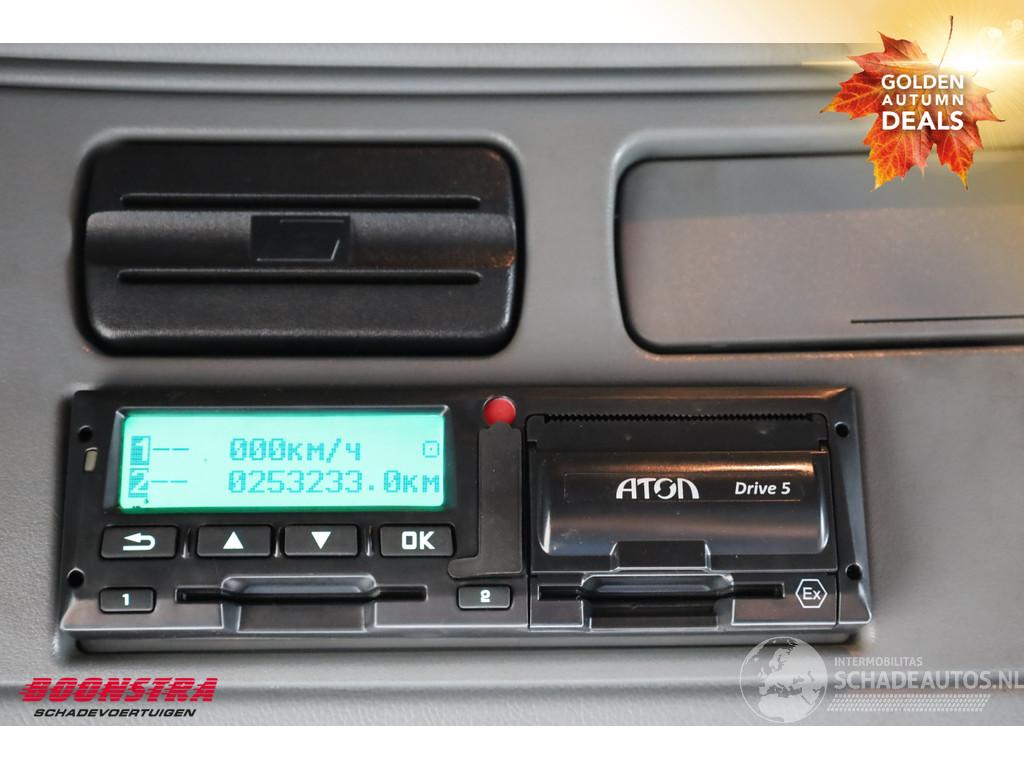 GOLDEN
AUTUMN
DEALS
1-- 000км/ч
2-- 0253233.0км
ATON Drive 5
OK
1
2
Ex
BOONSTRA
SCHADEVOERTUIGEN
INTERMOBILITAS
SCHADEAUTOS.NL